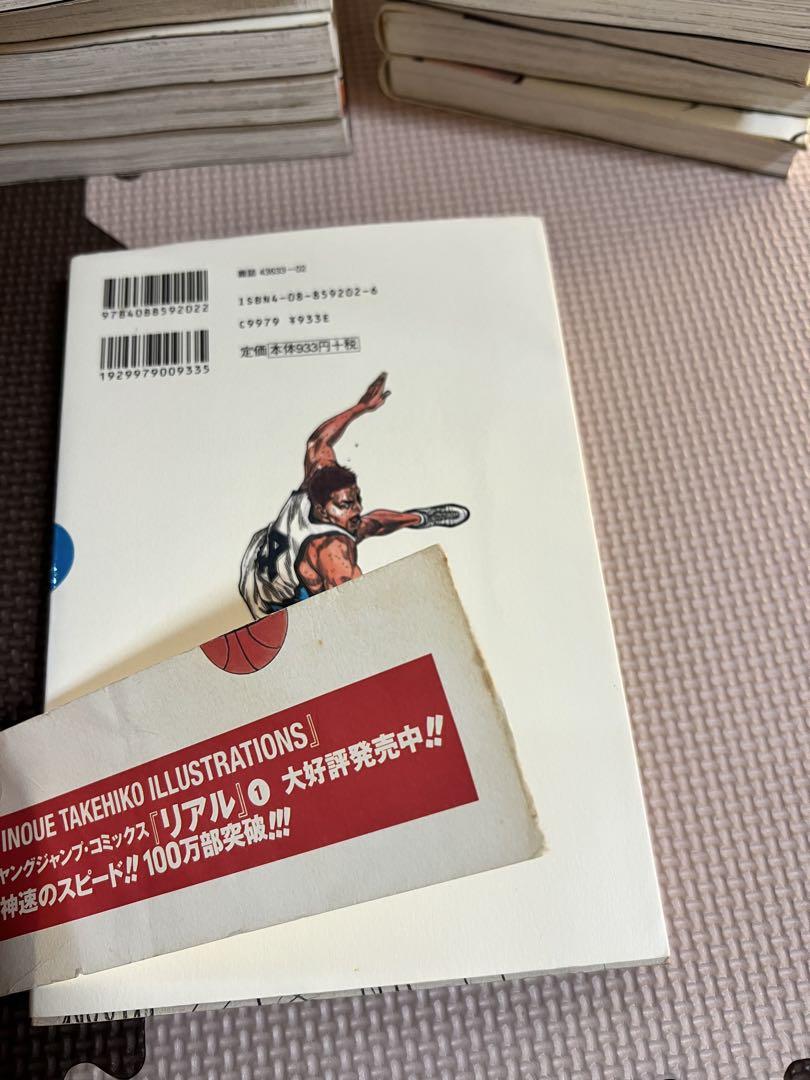 雑誌 43633-02
9784088592022
ISBN4-08-859202-6
C9979 ¥933E
定価 本体933円+税
1929979009335
INOUE TAKEHIKO ILLUSTRATIONS』
ヤングジャンプ・コミックス『リアル』❶ 大好評発売中!!
神速のスピード!! 100万部突破!!!